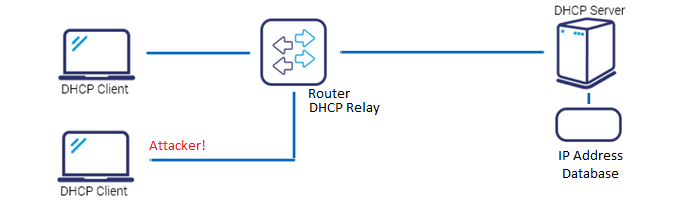 DHCP Server
DHCP Client
Router
DHCP Relay
Attacker!
IP Address
Database
DHCP Client